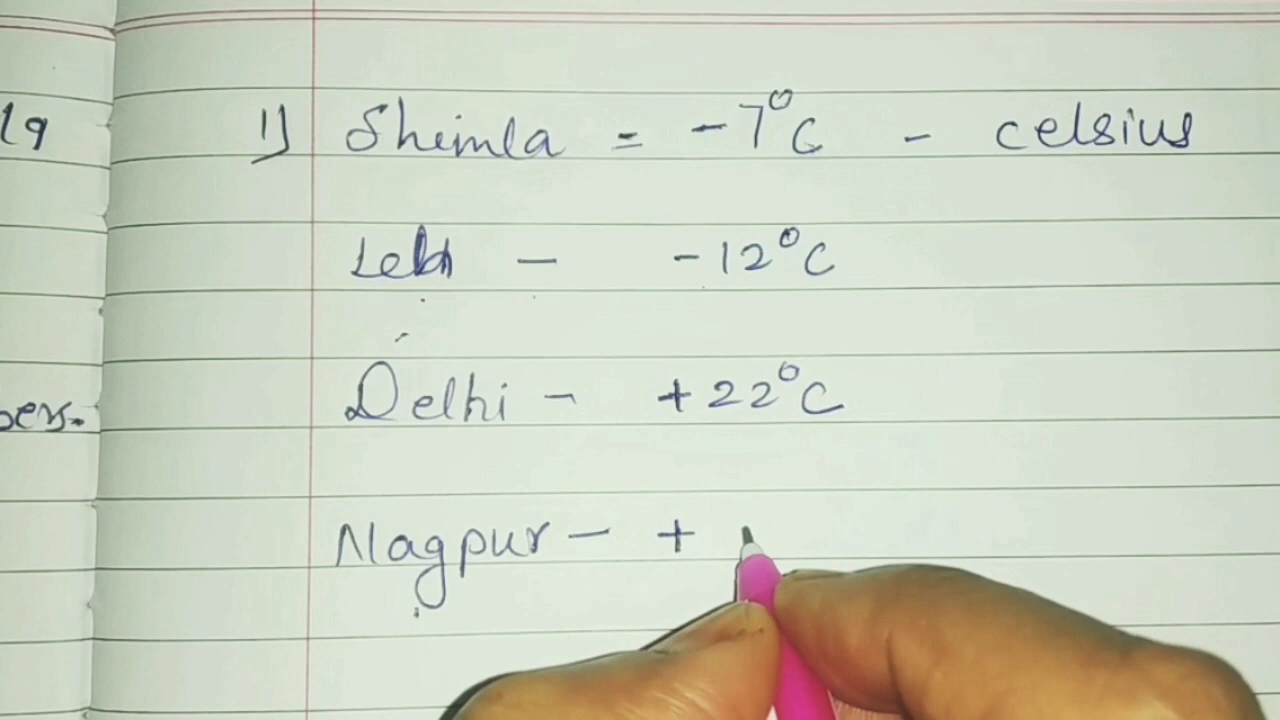 19
1) Shimla = -7°C - celsius
Leh - -12°C
Delhi - +22°C
Nagpur - +